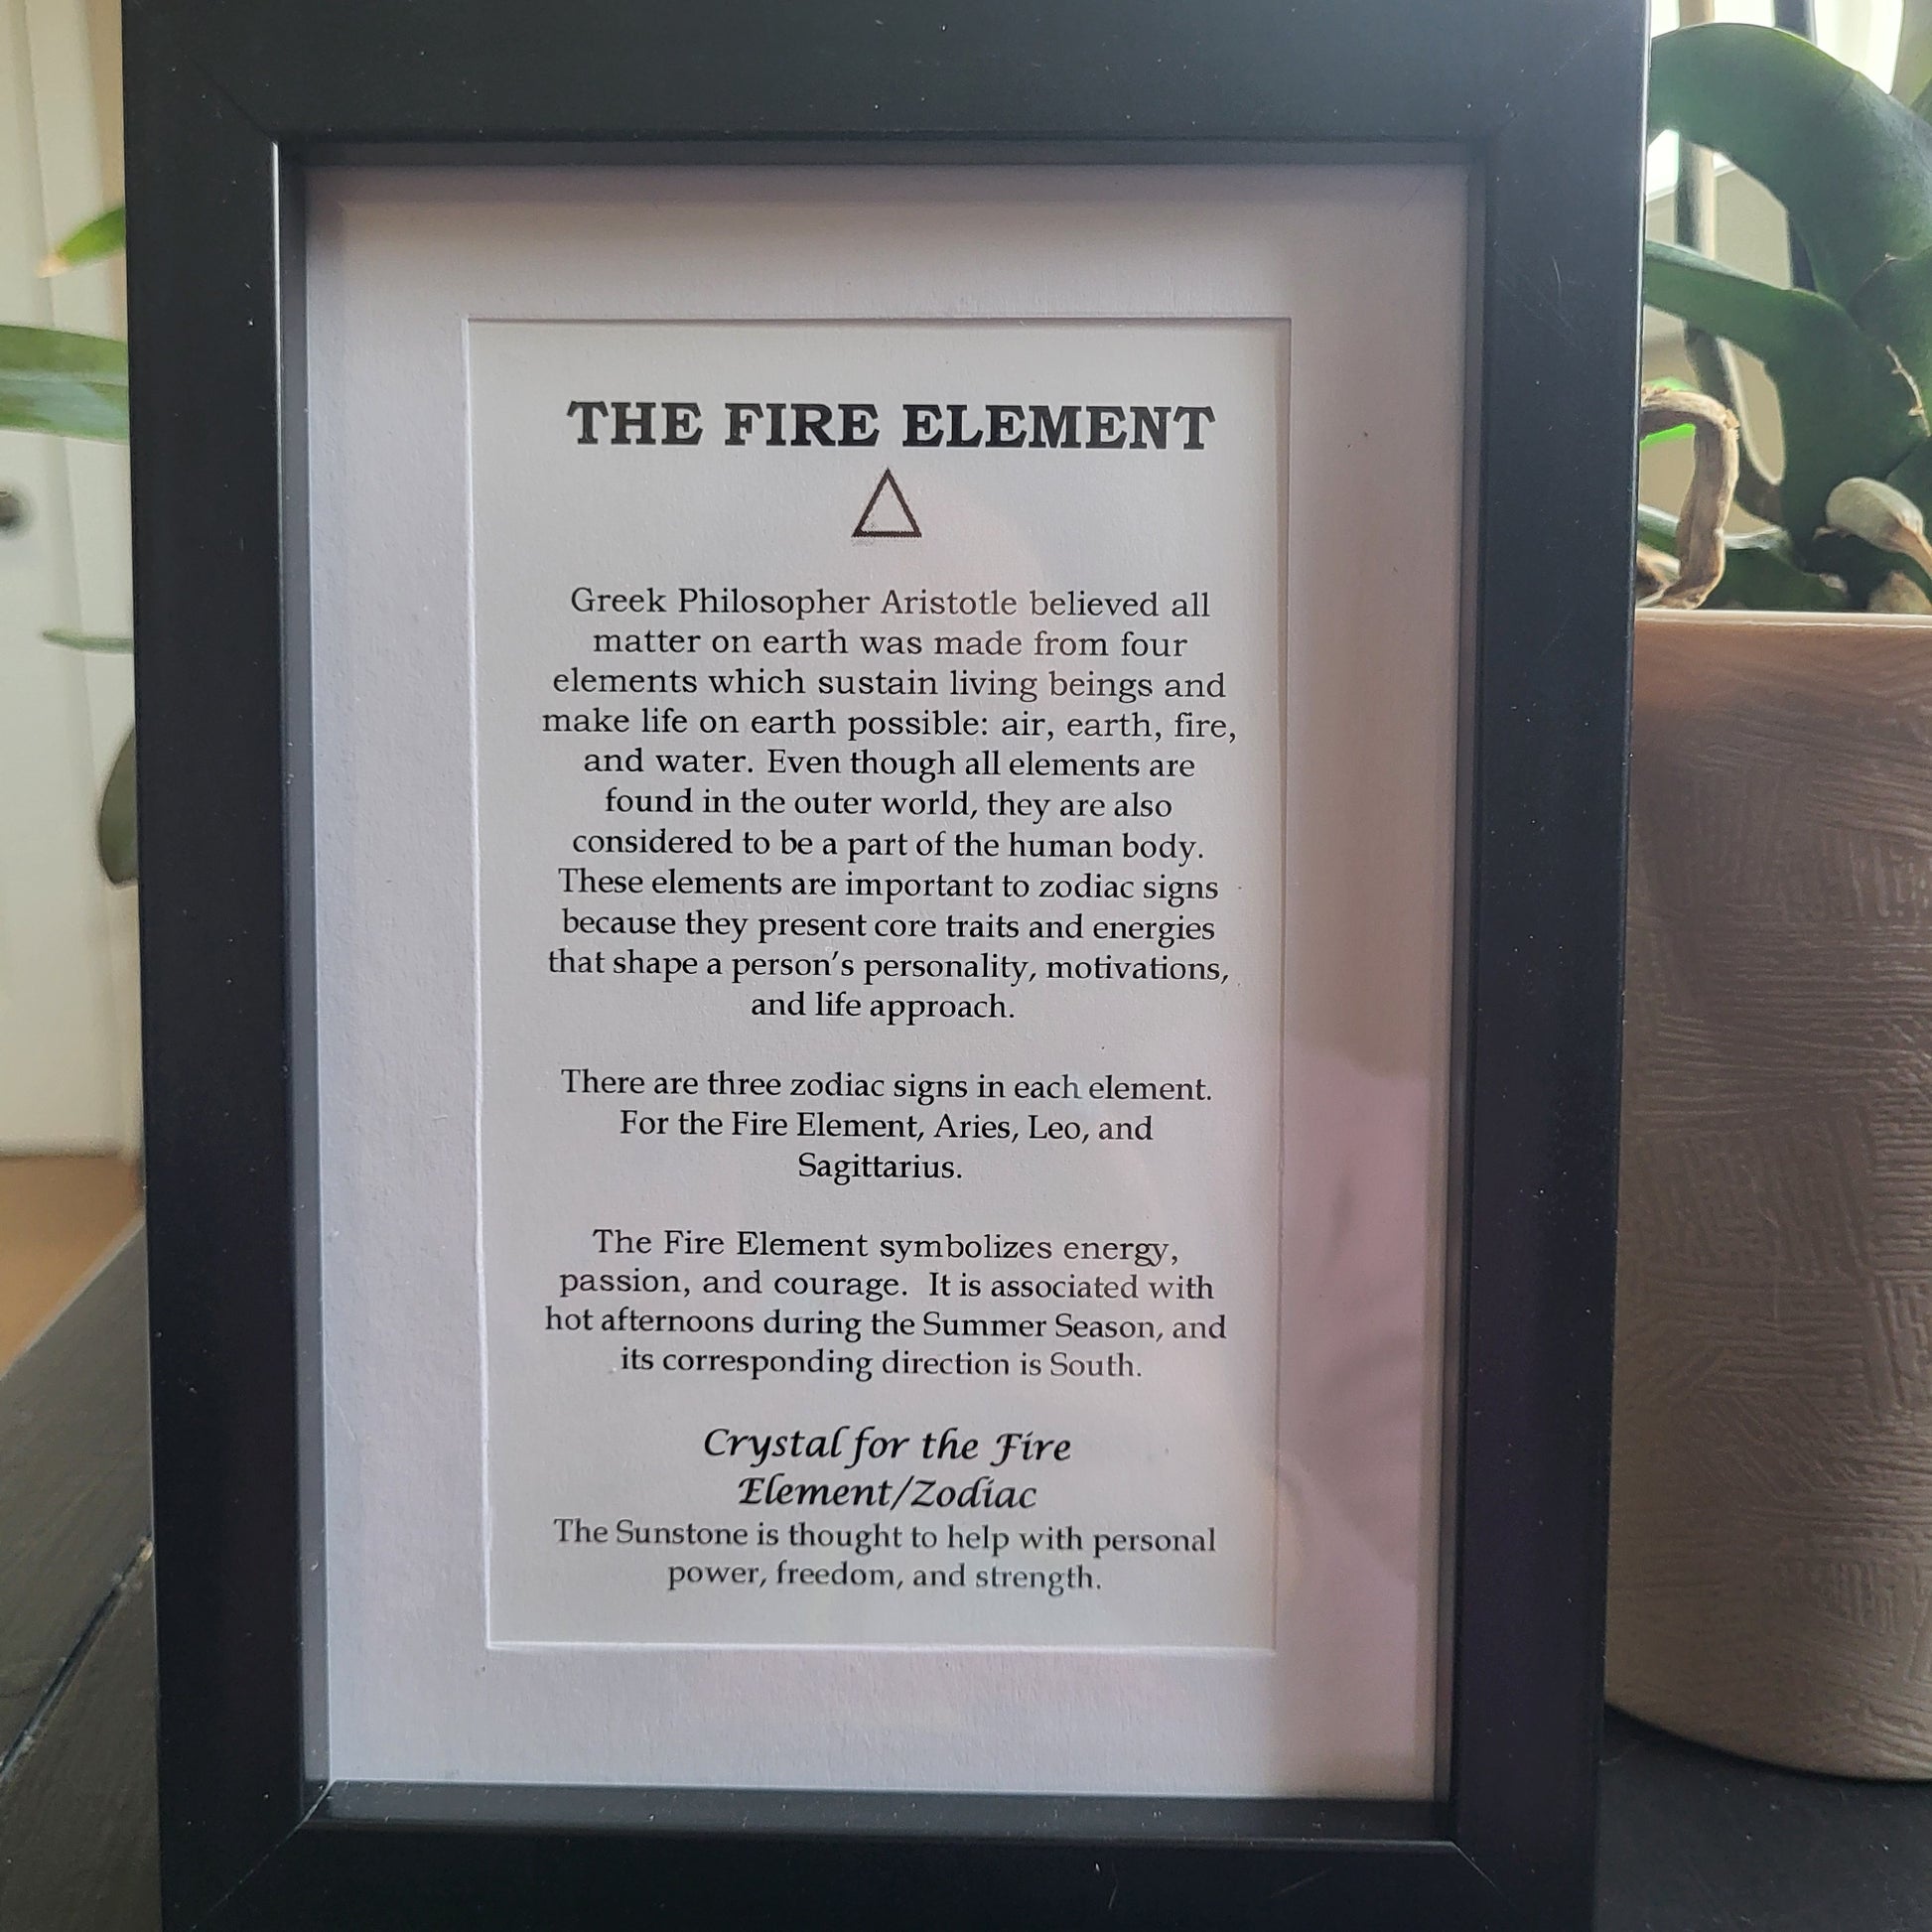 THE FIRE ELEMENT
Greek Philosopher Aristotle believed all
matter on earth was made from four
elements which sustain living beings and
make life on earth possible: air, earth, fire,
and water. Even though all elements are
found in the outer world, they are also
considered to be a part of the human body.
These elements are important to zodiac signs
because they present core traits and energies
that shape a person's personality, motivations,
and life approach.
There are three zodiac signs in each element.
For the Fire Element, Aries, Leo, and
Sagittarius.
The Fire Element symbolizes energy,
passion, and courage.  It is associated with
hot afternoons during the Summer Season, and
its corresponding direction is South.
Crystal for the Fire
Element/Zodiac
The Sunstone is thought to help with personal
power, freedom, and strength.